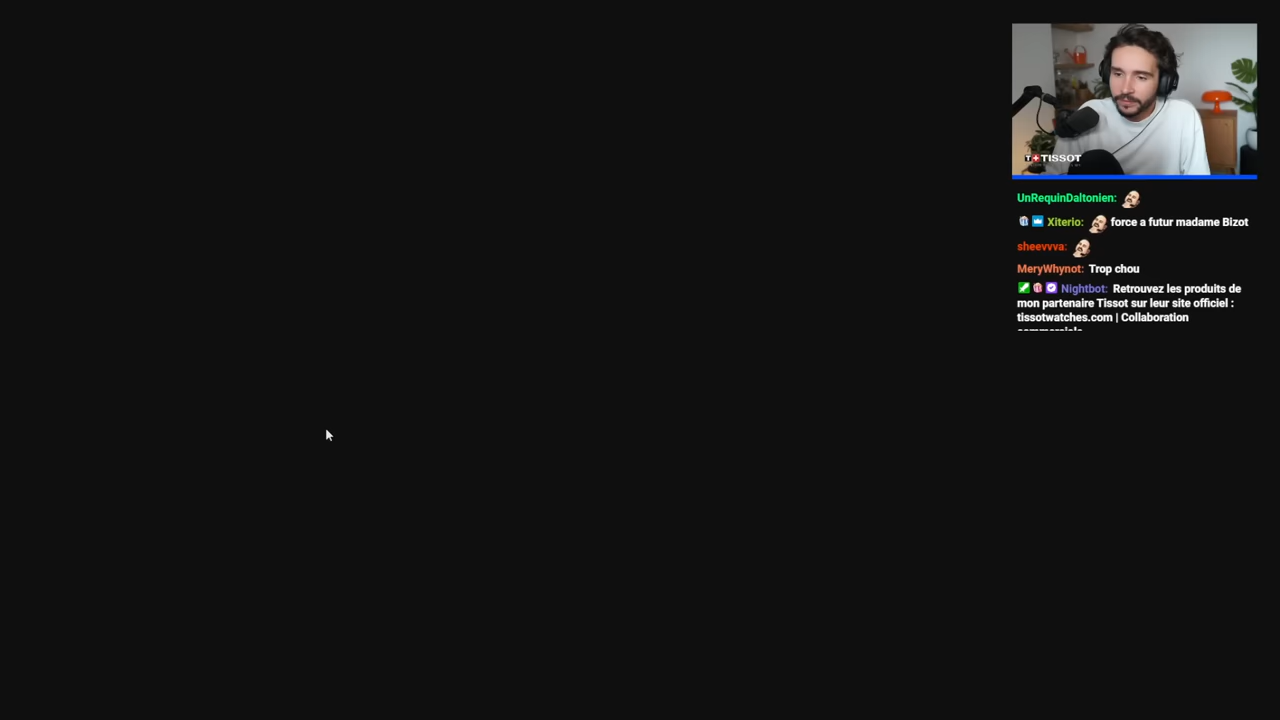 TISSOT
UnRequinDaltonien:
Xiterio: force a futur madame Bizot
sheevvva:
MeryWhynot: Trop chou
Nightbot: Retrouvez les produits de
mon partenaire Tissot sur leur site officiel :
tissotwatches.com | Collaboration